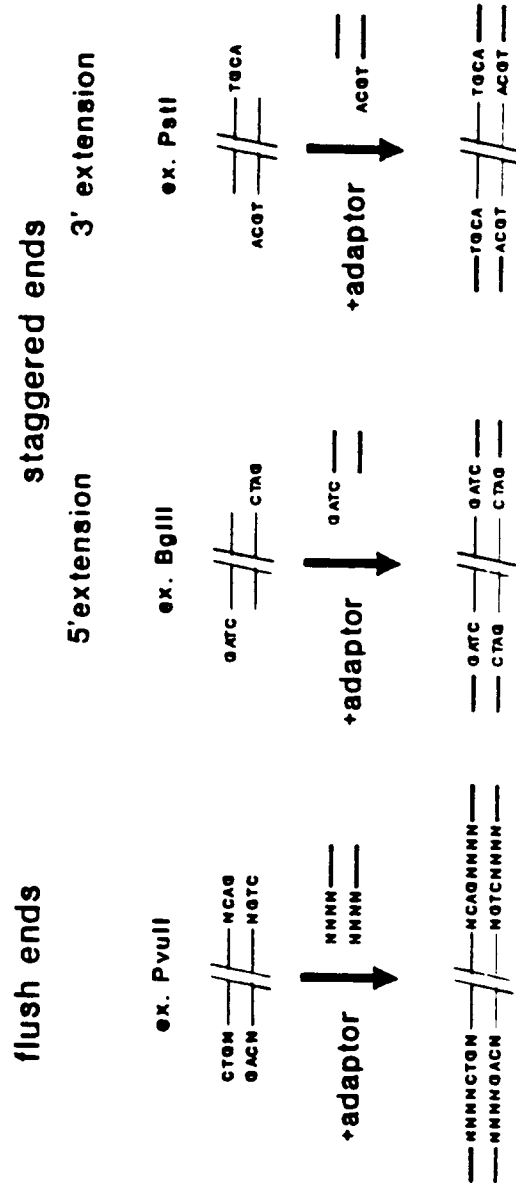 flush ends
ex. PvuII
CTGN NCAG
GACN NGTC
+adaptor
NNNN
NNNN
NNNNCTGN NCAGNNNN
NNNNGACN NGTCNNNN
staggered ends
5'extension
ex. BglII
GATC
CTAG
+adaptor
GATC
GATC GATC
CTAG CTAG
3' extension
ex. PstI
TGCA
ACGT
+adaptor
ACGT
TGCA TGCA
ACGT ACGT